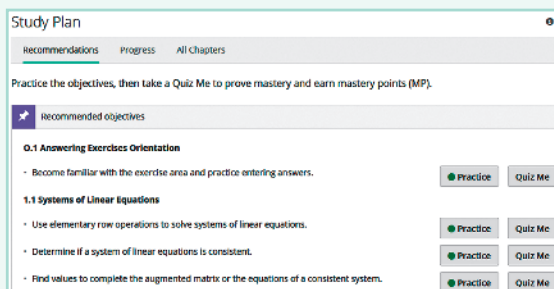 Study Plan
Recommendations Progress All Chapters
Practice the objectives, then take a Quiz Me to prove mastery and earn mastery points (MP).
Recommended objectives
O.1 Answering Exercises Orientation
• Become familiar with the exercise area and practice entering answers. Practice Quiz Me
1.1 Systems of Linear Equations
• Use elementary row operations to solve systems of linear equations. Practice Quiz Me
• Determine if a system of linear equations is consistent. Practice Quiz Me
• Find values to complete the augmented matrix or the equations of a consistent system. Practice Quiz Me